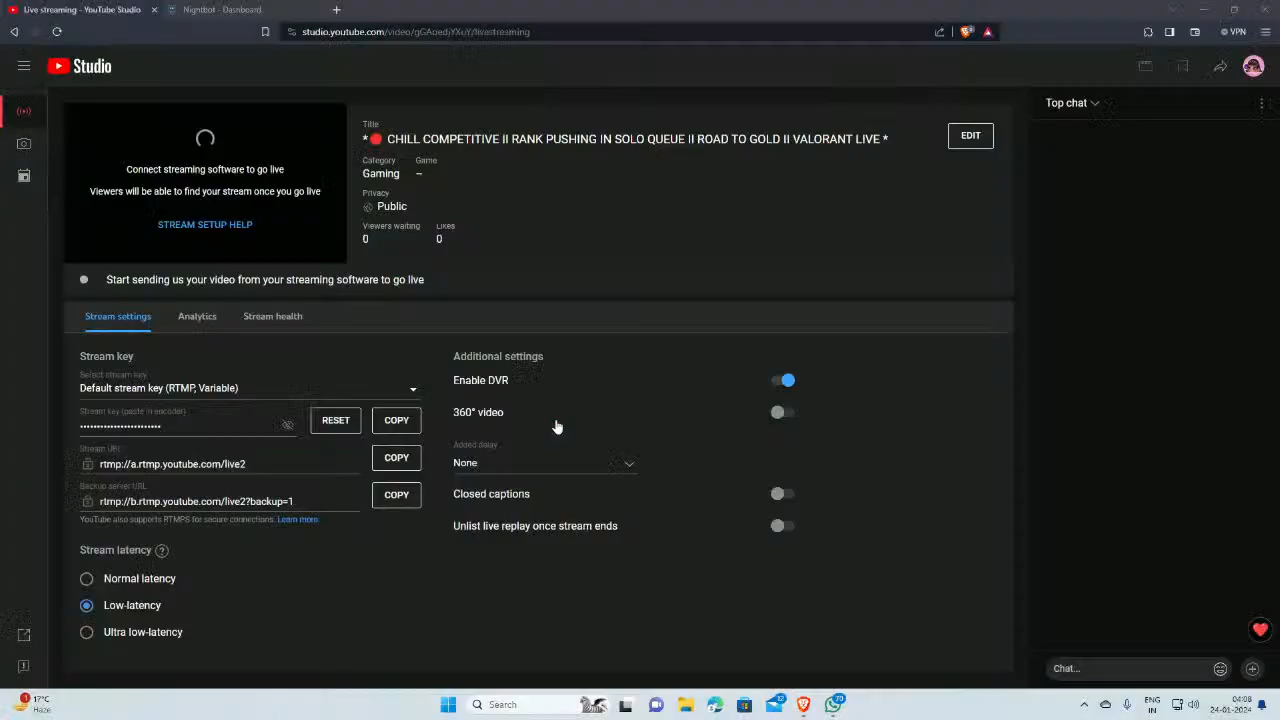 Live streaming - YouTube Studio
Nightbot - Dashboard
studio.youtube.com/video/gGAoedjYXuY/livestreaming
VPN
Studio
Top chat
Connect streaming software to go live
Viewers will be able to find your stream once you go live
STREAM SETUP HELP
Title
*🔴 CHILL COMPETITIVE II RANK PUSHING IN SOLO QUEUE II ROAD TO GOLD II VALORANT LIVE *
EDIT
Category
Game
Gaming
–
Privacy
Public
Viewers waiting
Likes
0
0
Start sending us your video from your streaming software to go live
Stream settings
Analytics
Stream health
Stream key
Select stream key
Default stream key (RTMP, Variable)
Stream key (paste in encoder)
••••••••••••••••••••••••
RESET
COPY
Stream URL
rtmp://a.rtmp.youtube.com/live2
COPY
Backup server URL
rtmp://b.rtmp.youtube.com/live2?backup=1
COPY
YouTube also supports RTMPS for secure connections. Learn more
Stream latency
Normal latency
Low-latency
Ultra low-latency
Additional settings
Enable DVR
360° video
Added delay
None
Closed captions
Unlist live replay once stream ends
Chat...
1
17°C
Haze
Search
32
70
ENG
IN
20:08
24-01-2024